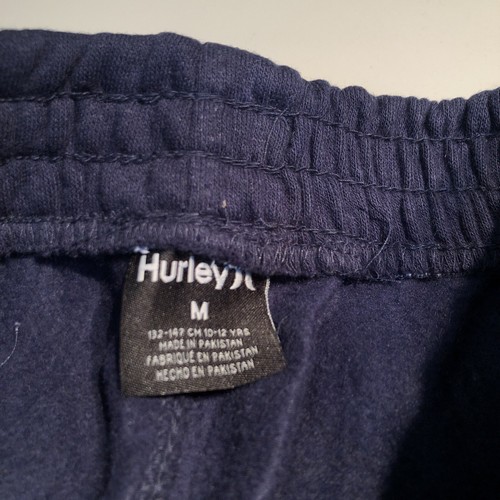 Hurley
M
132-147 CM 10-12 YRS
MADE IN PAKISTAN
FABRIQUÉ EN PAKISTAN
HECHO EN PAKISTAN